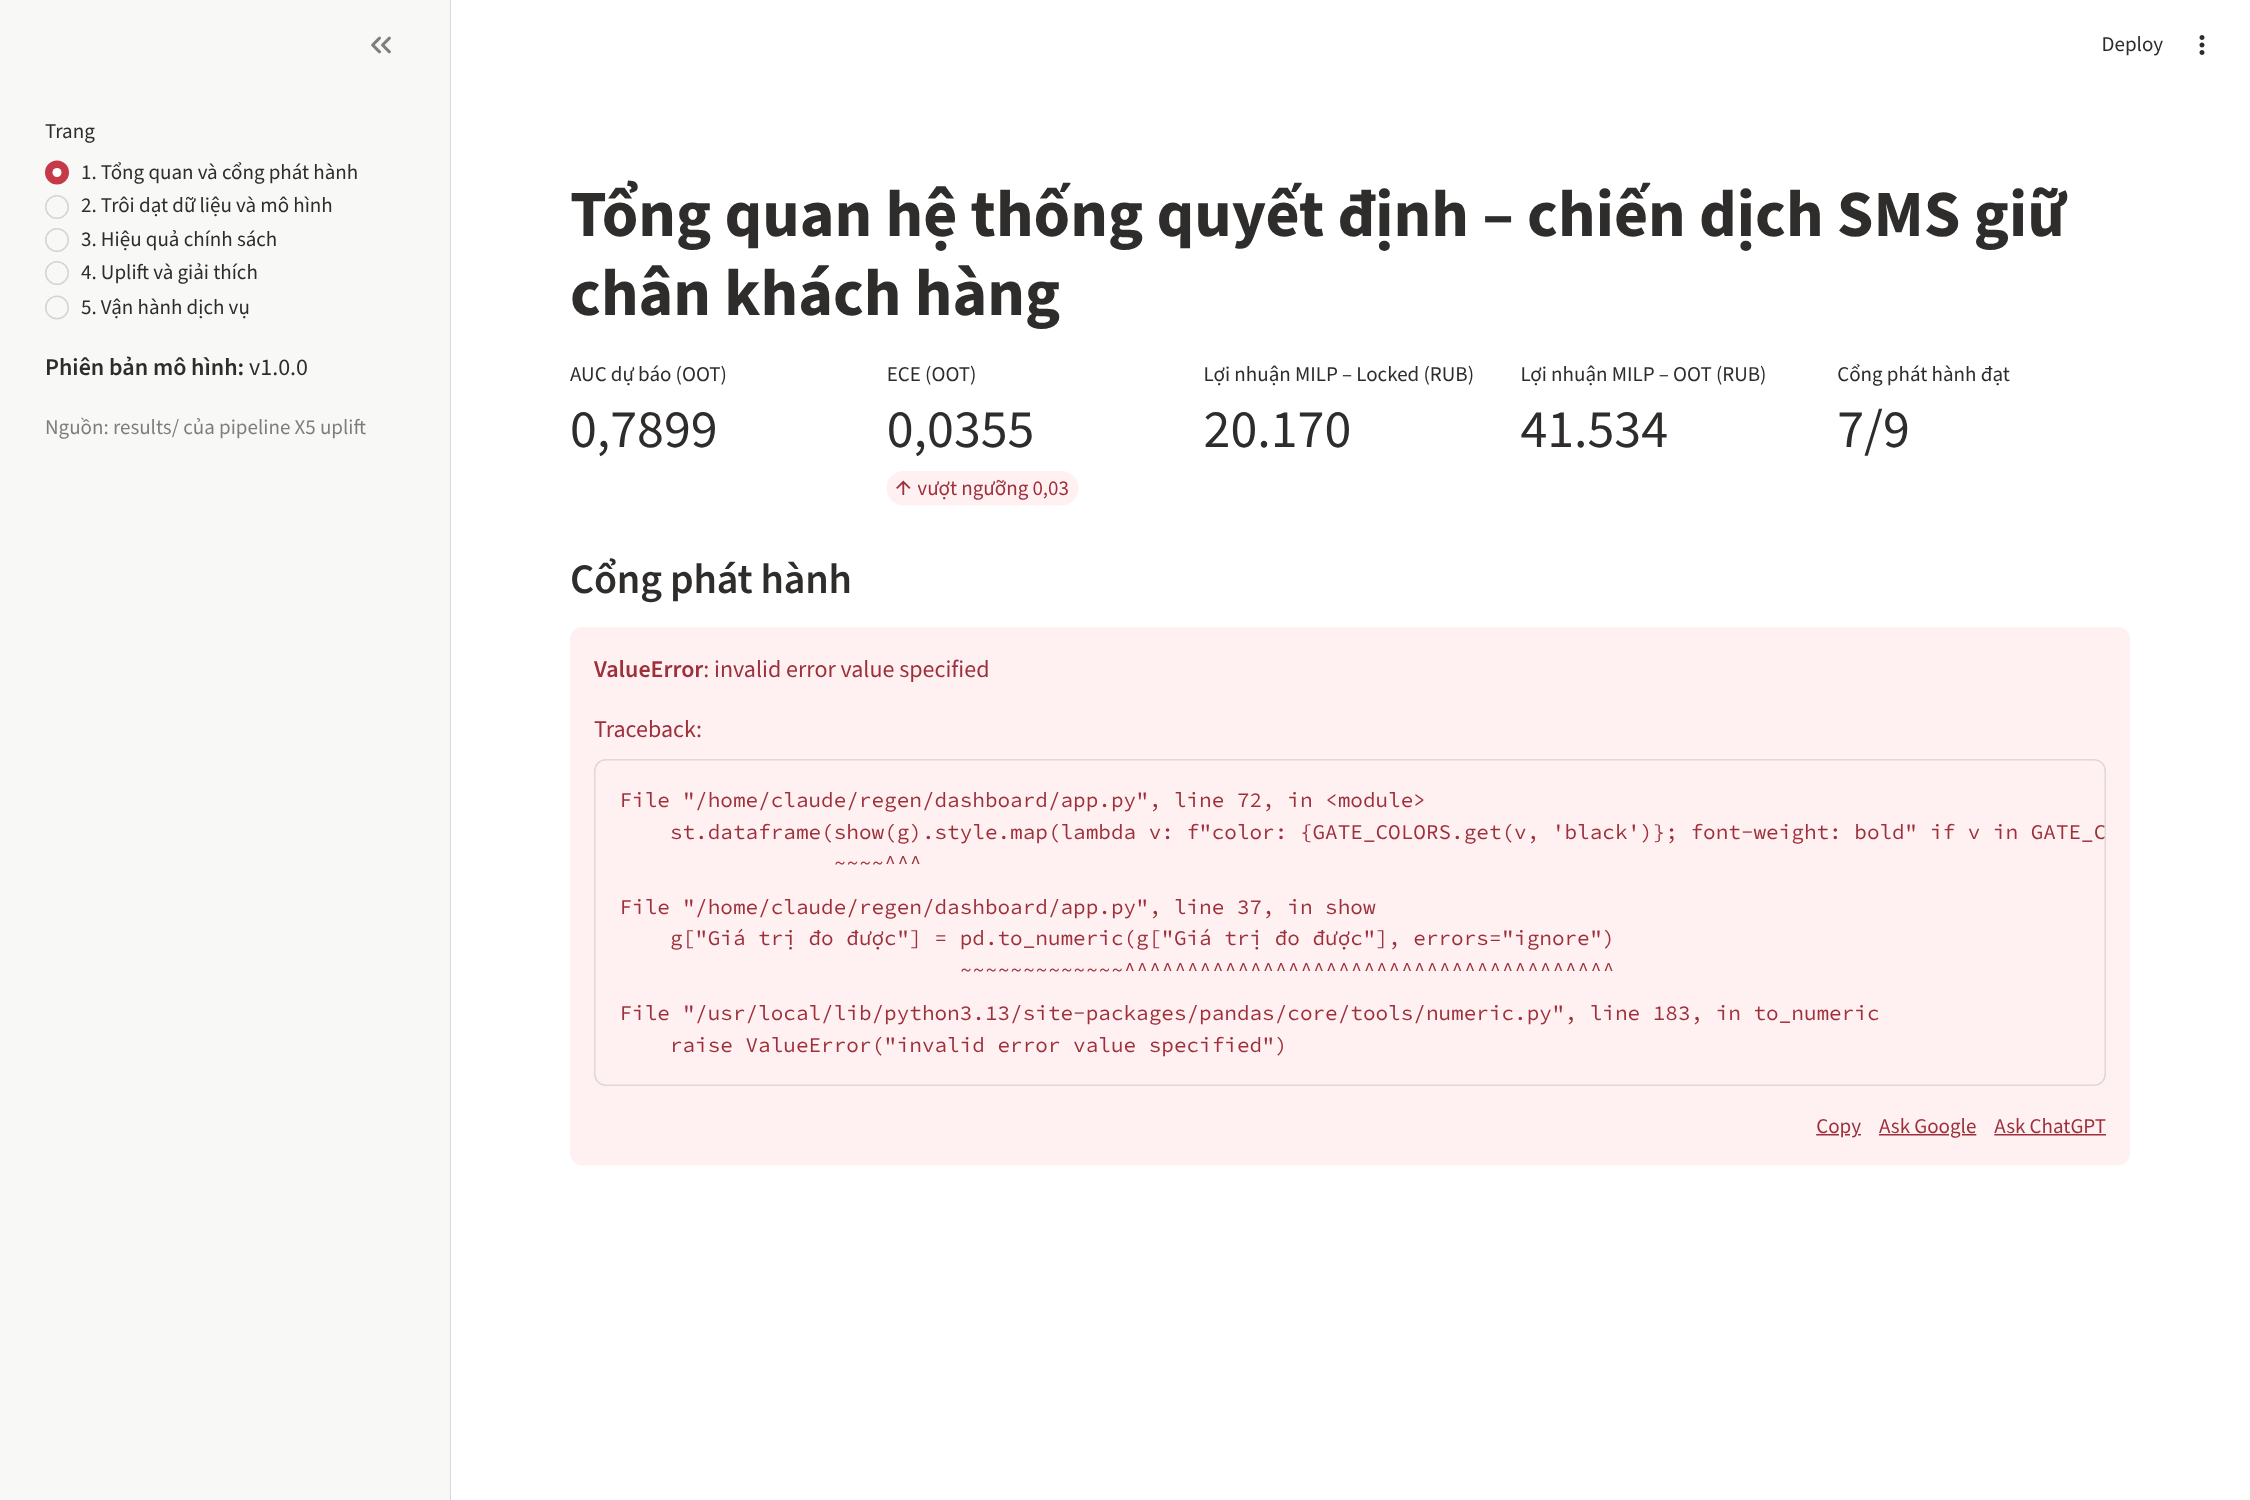 Deploy
Trang
1. Tổng quan và cổng phát hành
2. Trôi dạt dữ liệu và mô hình
3. Hiệu quả chính sách
4. Uplift và giải thích
5. Vận hành dịch vụ
Phiên bản mô hình: v1.0.0
Nguồn: results/ của pipeline X5 uplift
Tổng quan hệ thống quyết định – chiến dịch SMS giữ
chân khách hàng
AUC dự báo (OOT)
0,7899
ECE (OOT)
0,0355
↑ vượt ngưỡng 0,03
Lợi nhuận MILP – Locked (RUB)
20.170
Lợi nhuận MILP – OOT (RUB)
41.534
Cổng phát hành đạt
7/9
Cổng phát hành
ValueError: invalid error value specified
Traceback:
File "/home/claude/regen/dashboard/app.py", line 72, in <module>
st.dataframe(show(g).style.map(lambda v: f"color: {GATE_COLORS.get(v, 'black')}; font-weight: bold" if v in GATE_C
~~~~^^^
File "/home/claude/regen/dashboard/app.py", line 37, in show
g["Giá trị đo được"] = pd.to_numeric(g["Giá trị đo được"], errors="ignore")
~~~~~~~~~~~~~^^^^^^^^^^^^^^^^^^^^^^^^^^^^^^^^^^^^^^^
File "/usr/local/lib/python3.13/site-packages/pandas/core/tools/numeric.py", line 183, in to_numeric
raise ValueError("invalid error value specified")
Copy Ask Google Ask ChatGPT